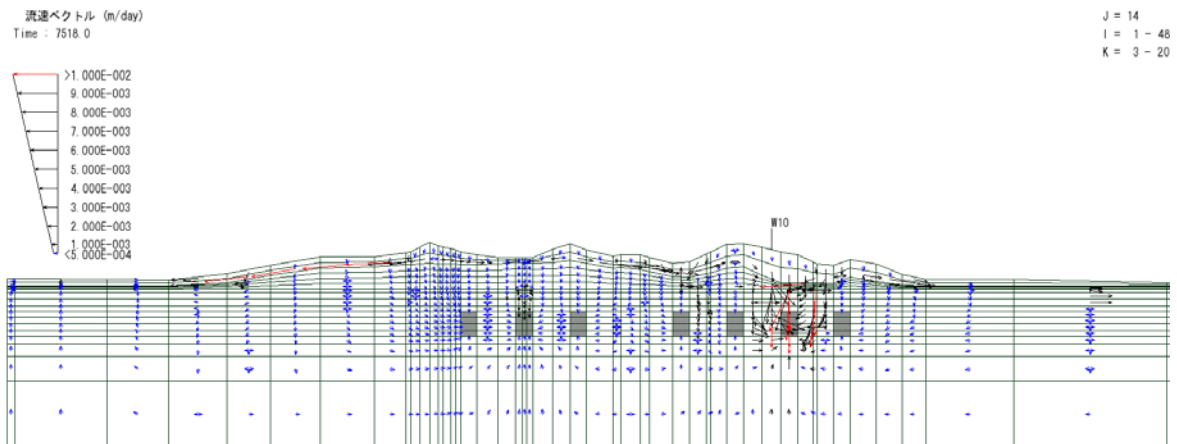 流速ベクトル (m/day)
Time : 7518.0
J = 14
I = 1 - 48
K = 3 - 20
>1.000E-002
9.000E-003
8.000E-003
7.000E-003
6.000E-003
5.000E-003
4.000E-003
3.000E-003
2.000E-003
1.000E-003
<5.000E-004
W10